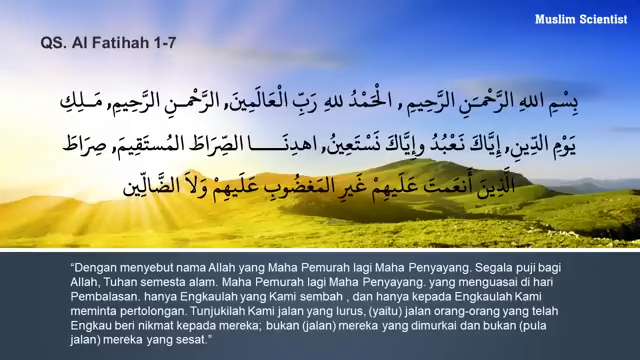 Muslim Scientist
QS. Al Fatihah 1-7
بِسْمِ اللهِ الرَّحْمَنِ الرَّحِيمِ , الْحَمْدُ للهِ رَبِّ الْعَالَمِينَ, الرَّحْمـنِ الرَّحِيمِ, مَـلِكِ
يَوْمِ الدِّينِ, إِيَّاكَ نَعْبُدُ وإِيَّاكَ نَسْتَعِينُ, اهدِنَــــا الصِّرَاطَ المُستَقِيمَ, صِرَاطَ
الَّذِينَ أَنعَمتَ عَلَيهِمْ غَيرِ المَغضُوبِ عَلَيهِمْ وَلاَ الضَّالِّين
“Dengan menyebut nama Allah yang Maha Pemurah lagi Maha Penyayang. Segala puji bagi
Allah, Tuhan semesta alam. Maha Pemurah lagi Maha Penyayang. yang menguasai di hari
Pembalasan. hanya Engkaulah yang Kami sembah , dan hanya kepada Engkaulah Kami
meminta pertolongan. Tunjukilah Kami jalan yang lurus, (yaitu) jalan orang-orang yang telah
Engkau beri nikmat kepada mereka; bukan (jalan) mereka yang dimurkai dan bukan (pula
jalan) mereka yang sesat.”